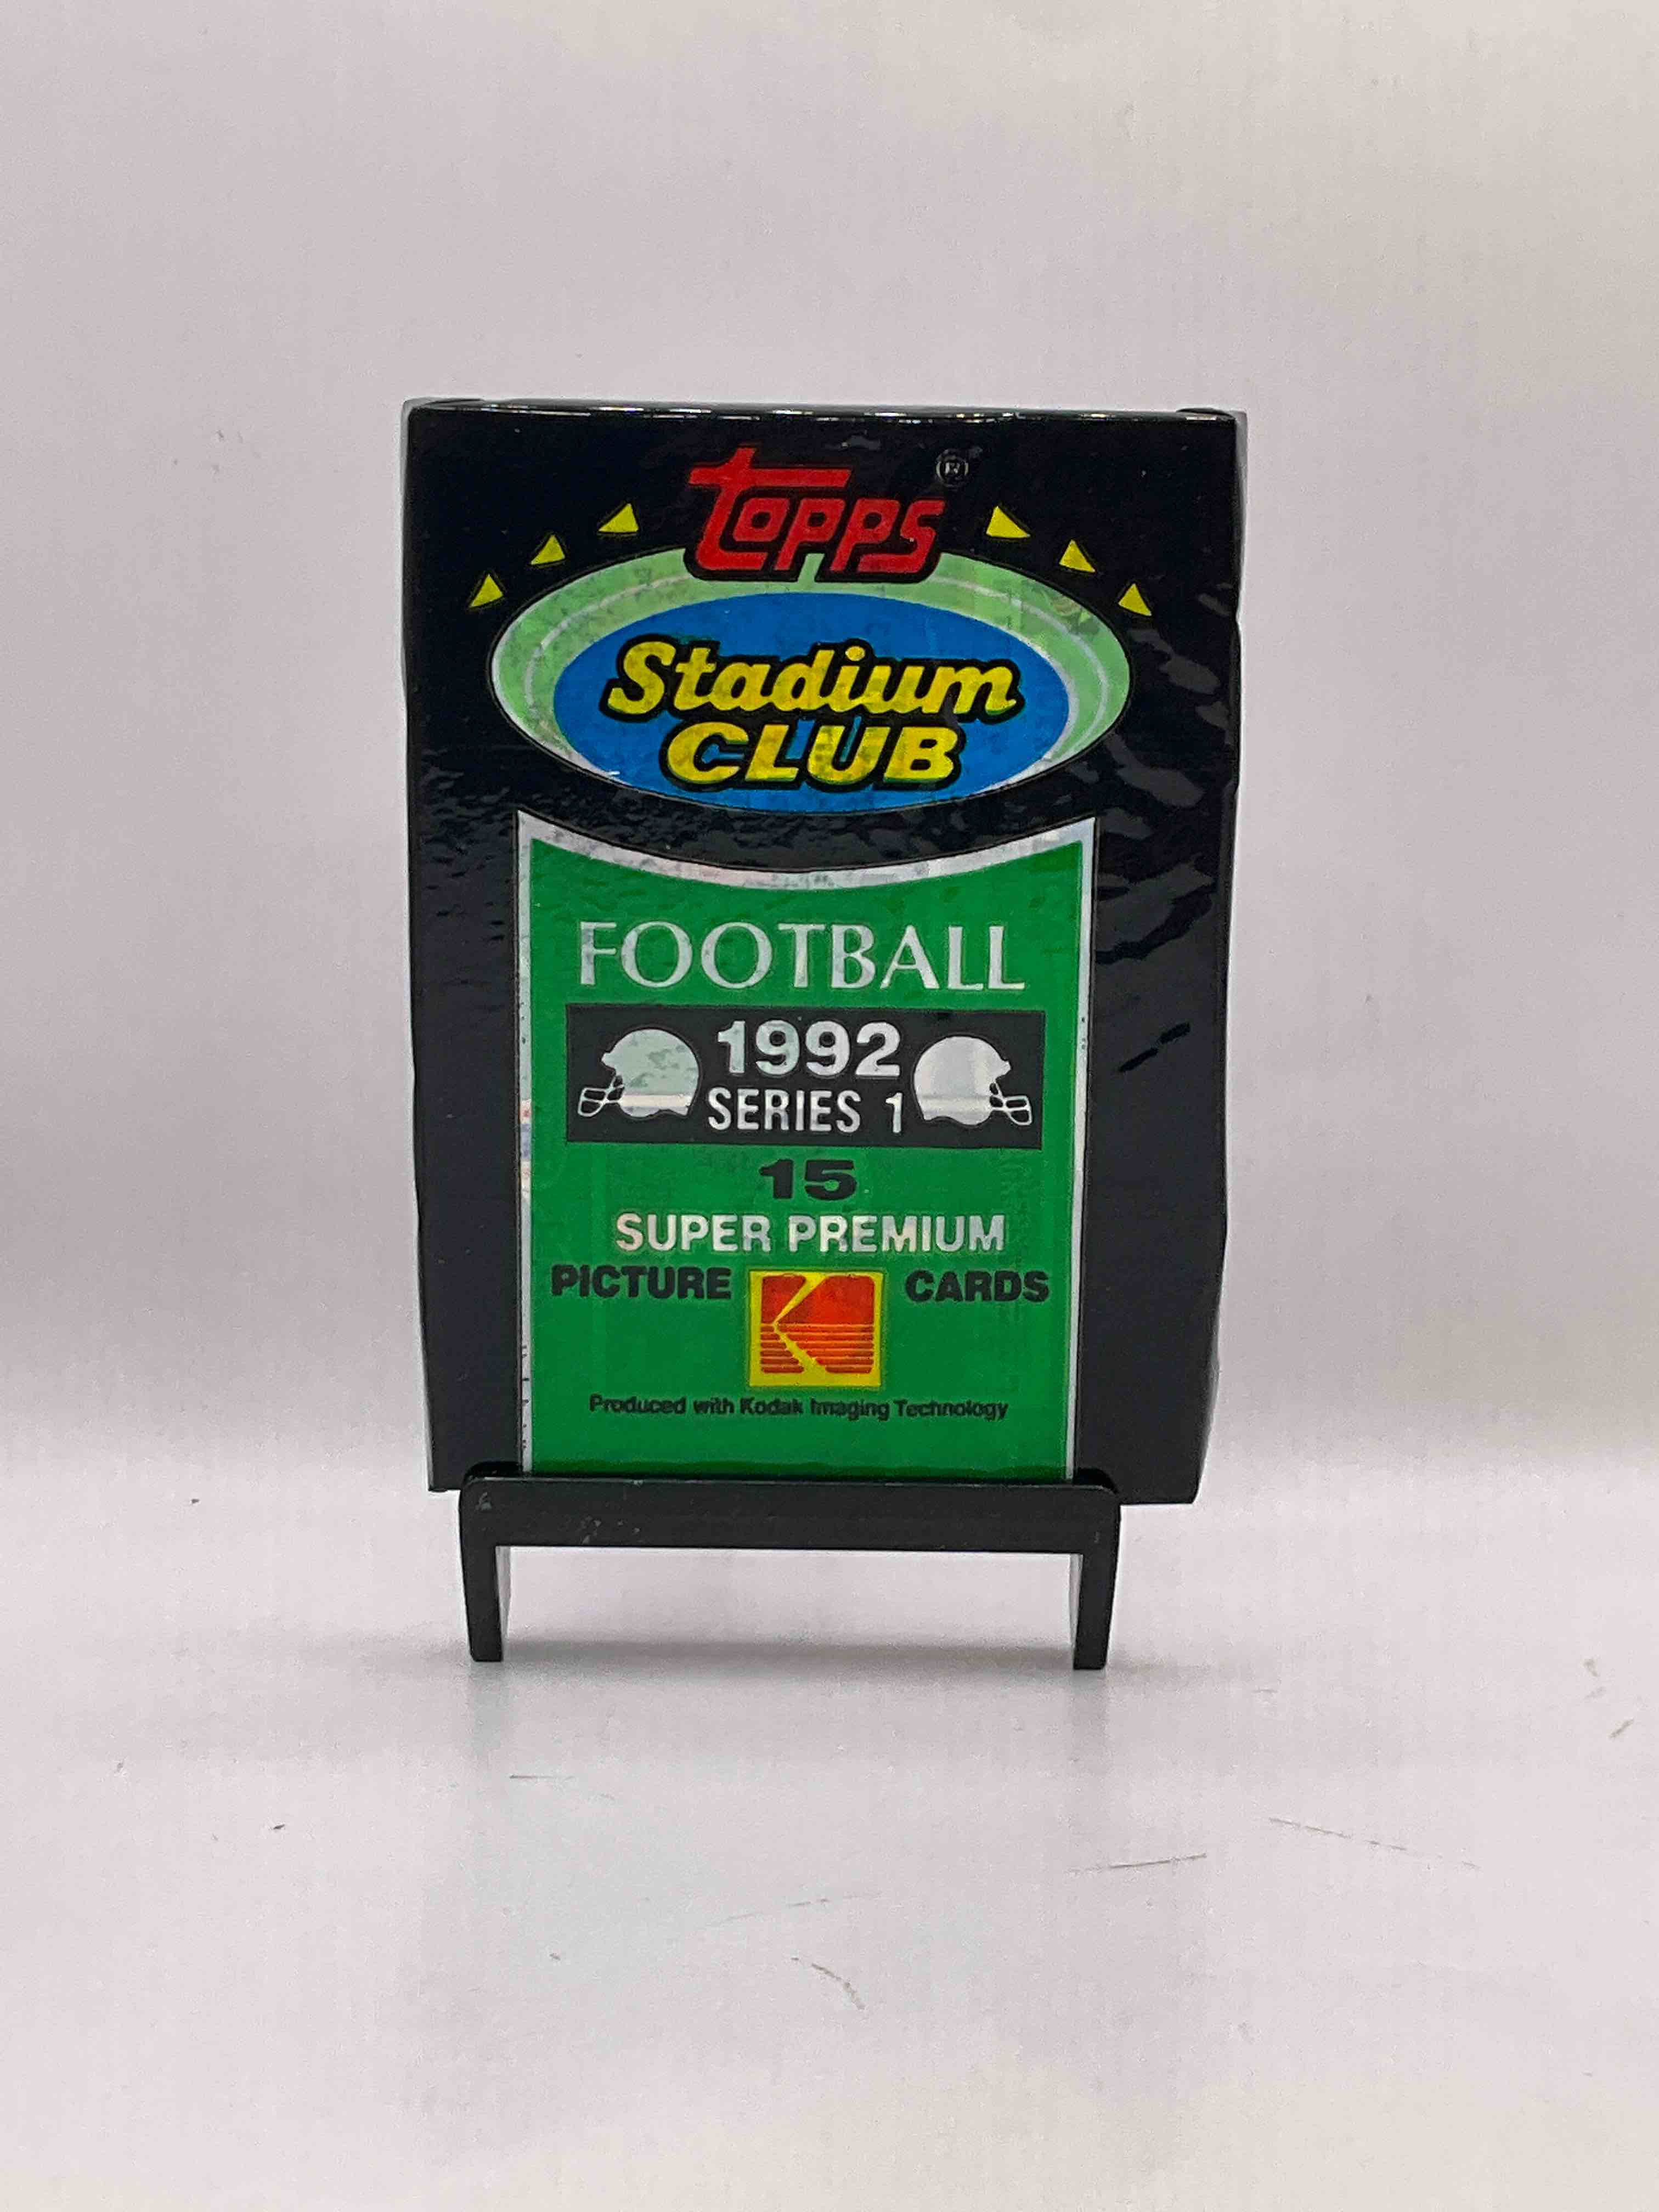 Topps ®
Stadium
CLUB
FOOTBALL
1992
SERIES 1
15
SUPER PREMIUM
PICTURE CARDS
Produced with Kodak Imaging Technology